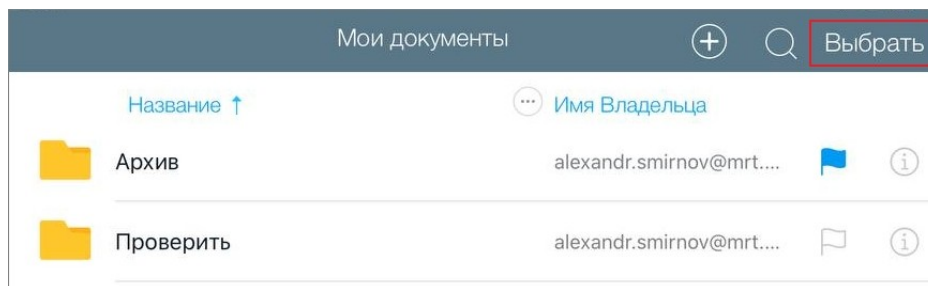 Мои документы Выбрать
Название ↑ Имя Владельца
Архив alexandr.smirnov@mrt....
Проверить alexandr.smirnov@mrt....